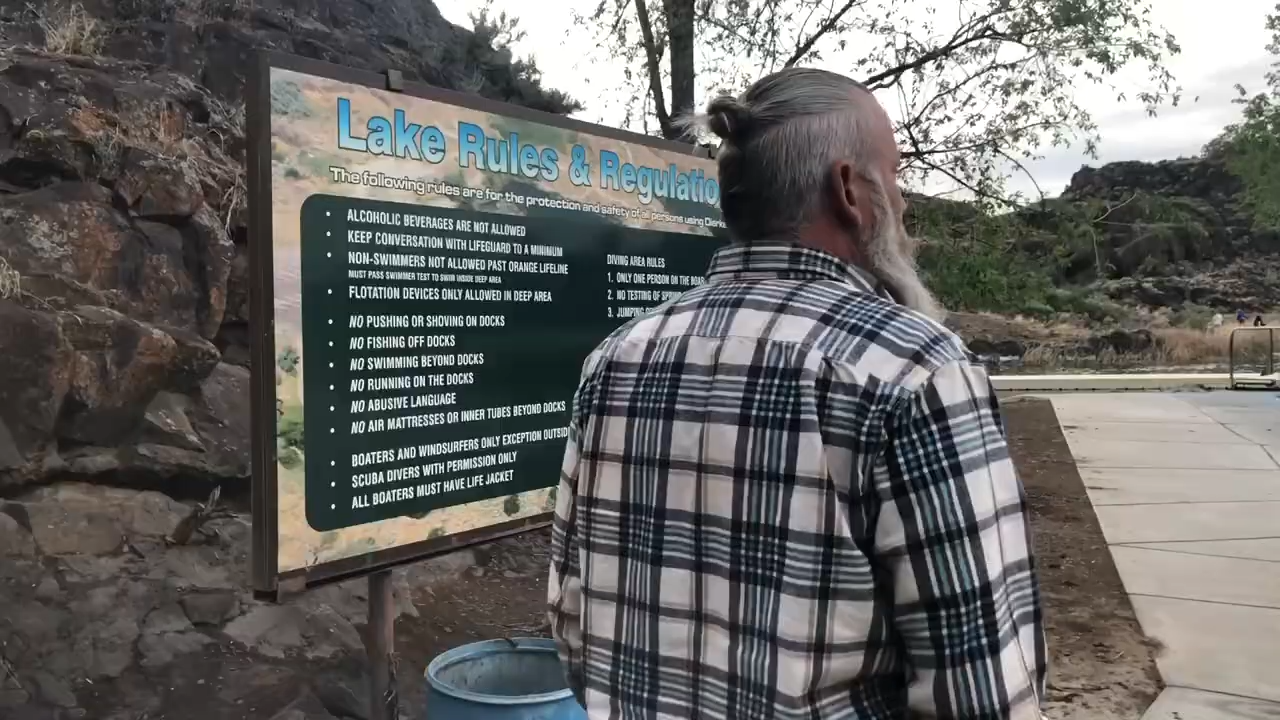 Lake Rules & Regulatio
The following rules are for the protection and safety of all persons using Dierke
• ALCOHOLIC BEVERAGES ARE NOT ALLOWED
• KEEP CONVERSATION WITH LIFEGUARD TO A MINIMUM
• NON-SWIMMERS NOT ALLOWED PAST ORANGE LIFELINE
MUST PASS SWIMMER TEST TO SWIM INSIDE DEEP AREA
• FLOTATION DEVICES ONLY ALLOWED IN DEEP AREA
• NO PUSHING OR SHOVING ON DOCKS
• NO FISHING OFF DOCKS
• NO SWIMMING BEYOND DOCKS
• NO RUNNING ON THE DOCKS
• NO ABUSIVE LANGUAGE
• NO AIR MATTRESSES OR INNER TUBES BEYOND DOCKS
• BOATERS AND WINDSURFERS ONLY EXCEPTION OUTSID
• SCUBA DIVERS WITH PERMISSION ONLY
• ALL BOATERS MUST HAVE LIFE JACKET
DIVING AREA RULES
1. ONLY ONE PERSON ON THE BOAR
2. NO TESTING OF SPRI
3. JUMPING